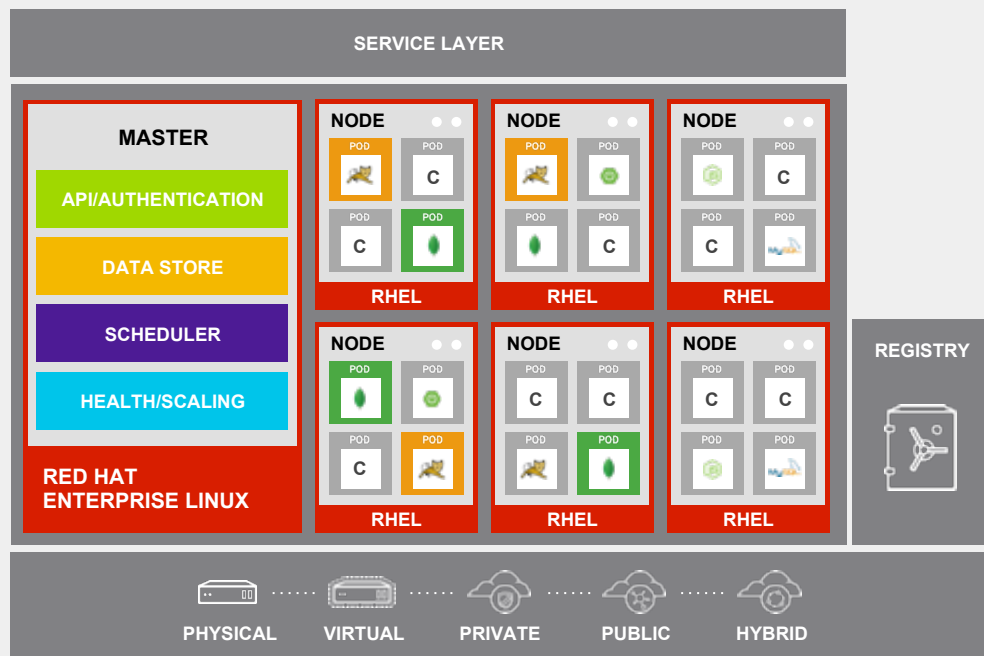 SERVICE LAYER
MASTER
API/AUTHENTICATION
DATA STORE
SCHEDULER
HEALTH/SCALING
RED HAT
ENTERPRISE LINUX
NODE
POD
POD
C
POD
POD
C
RHEL
NODE
POD
POD
POD
POD
C
RHEL
NODE
POD
POD
C
POD
POD
C
RHEL
NODE
POD
POD
POD
POD
C
RHEL
NODE
POD
POD
C
C
POD
POD
RHEL
NODE
POD
POD
C
C
POD
POD
RHEL
REGISTRY
PHYSICAL
VIRTUAL
PRIVATE
PUBLIC
HYBRID